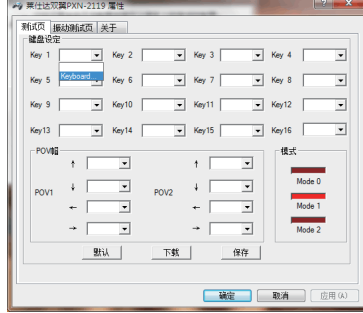 莱仕达双翼PXN-2119 属性
测试页 振动测试页 关于
键盘设定
Key 1 Key 2 Key 3 Key 4
Keyboard
Key 5 Key 6 Key 7 Key 8
Key 9 Key10 Key11 Key12
Key13 Key14 Key15 Key16
POV帽 模式
↑ ↑
Mode 0
POV1 ↓ POV2 ↓
← ← Mode 1
→ → Mode 2
默认 下载 保存
确定 取消 应用(A)